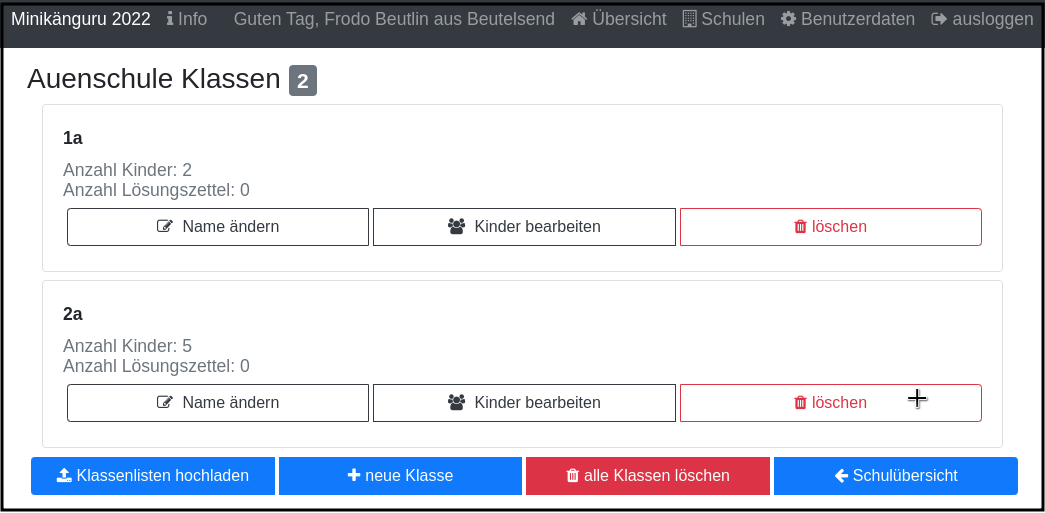 Minikänguru 2022 Info Guten Tag, Frodo Beutlin aus Beutelsend Übersicht Schulen Benutzerdaten ausloggen
Auenschule Klassen 2
1a
Anzahl Kinder: 2
Anzahl Lösungszettel: 0
Name ändern Kinder bearbeiten löschen
2a
Anzahl Kinder: 5
Anzahl Lösungszettel: 0
Name ändern Kinder bearbeiten löschen
Klassenlisten hochladen neue Klasse alle Klassen löschen Schulübersicht